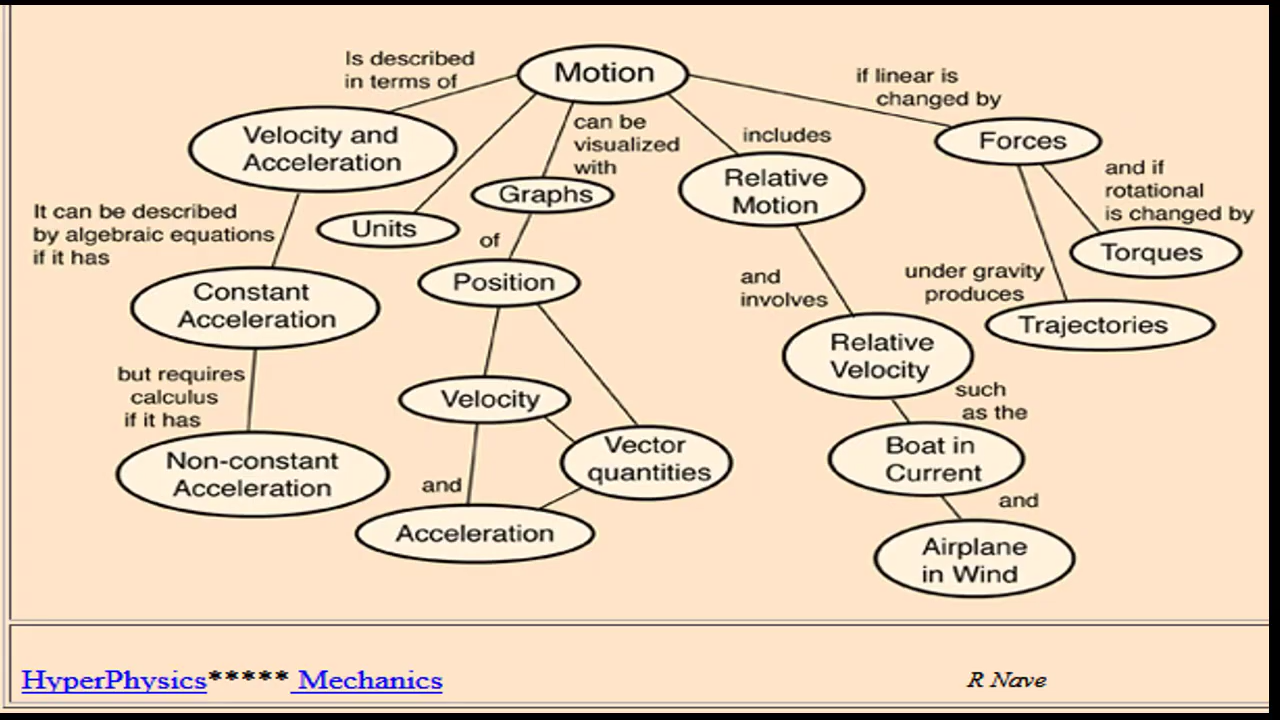 Motion
Is described
in terms of
Velocity and
Acceleration
It can be described
by algebraic equations
if it has
Constant
Acceleration
but requires
calculus
if it has
Non-constant
Acceleration
Units
can be
visualized
with
Graphs
of
Position
Velocity
Vector
quantities
and
Acceleration
includes
Relative
Motion
and
involves
Relative
Velocity
such
as the
Boat in
Current
and
Airplane
in Wind
if linear is
changed by
Forces
and if
rotational
is changed by
Torques
under gravity
produces
Trajectories
HyperPhysics***** Mechanics
R Nave